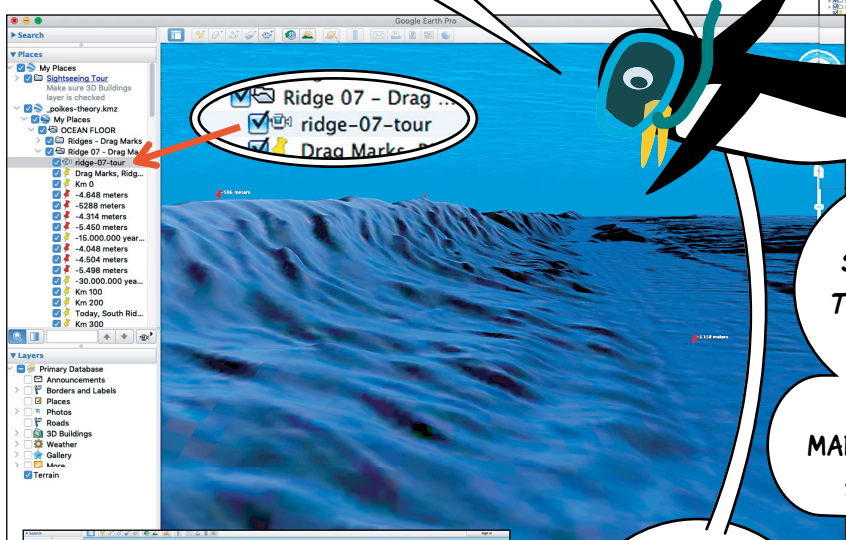 Google Earth Pro
Search
Places
My Places
Sightseeing Tour
Make sure 3D Buildings
layer is checked
_poikes-theory.kmz
My Places
OCEAN FLOOR
Ridges - Drag Marks
Ridge 07 - Drag Ma...
ridge-07-tour
Drag Marks, Ridg...
Km 0
-4.648 meters
-5288 meters
-4.314 meters
-5.450 meters
-15.000.000 year...
-4.048 meters
-4.504 meters
-5.498 meters
-30.000.000 yea...
Km 100
Km 200
Today, South Rid...
Km 300
Layers
Primary Database
Announcements
Borders and Labels
Places
Photos
Roads
3D Buildings
Weather
Gallery
More
Terrain
Ridge 07 - Drag ...
ridge-07-tour
Drag Marks, Ri
S
T
MAI